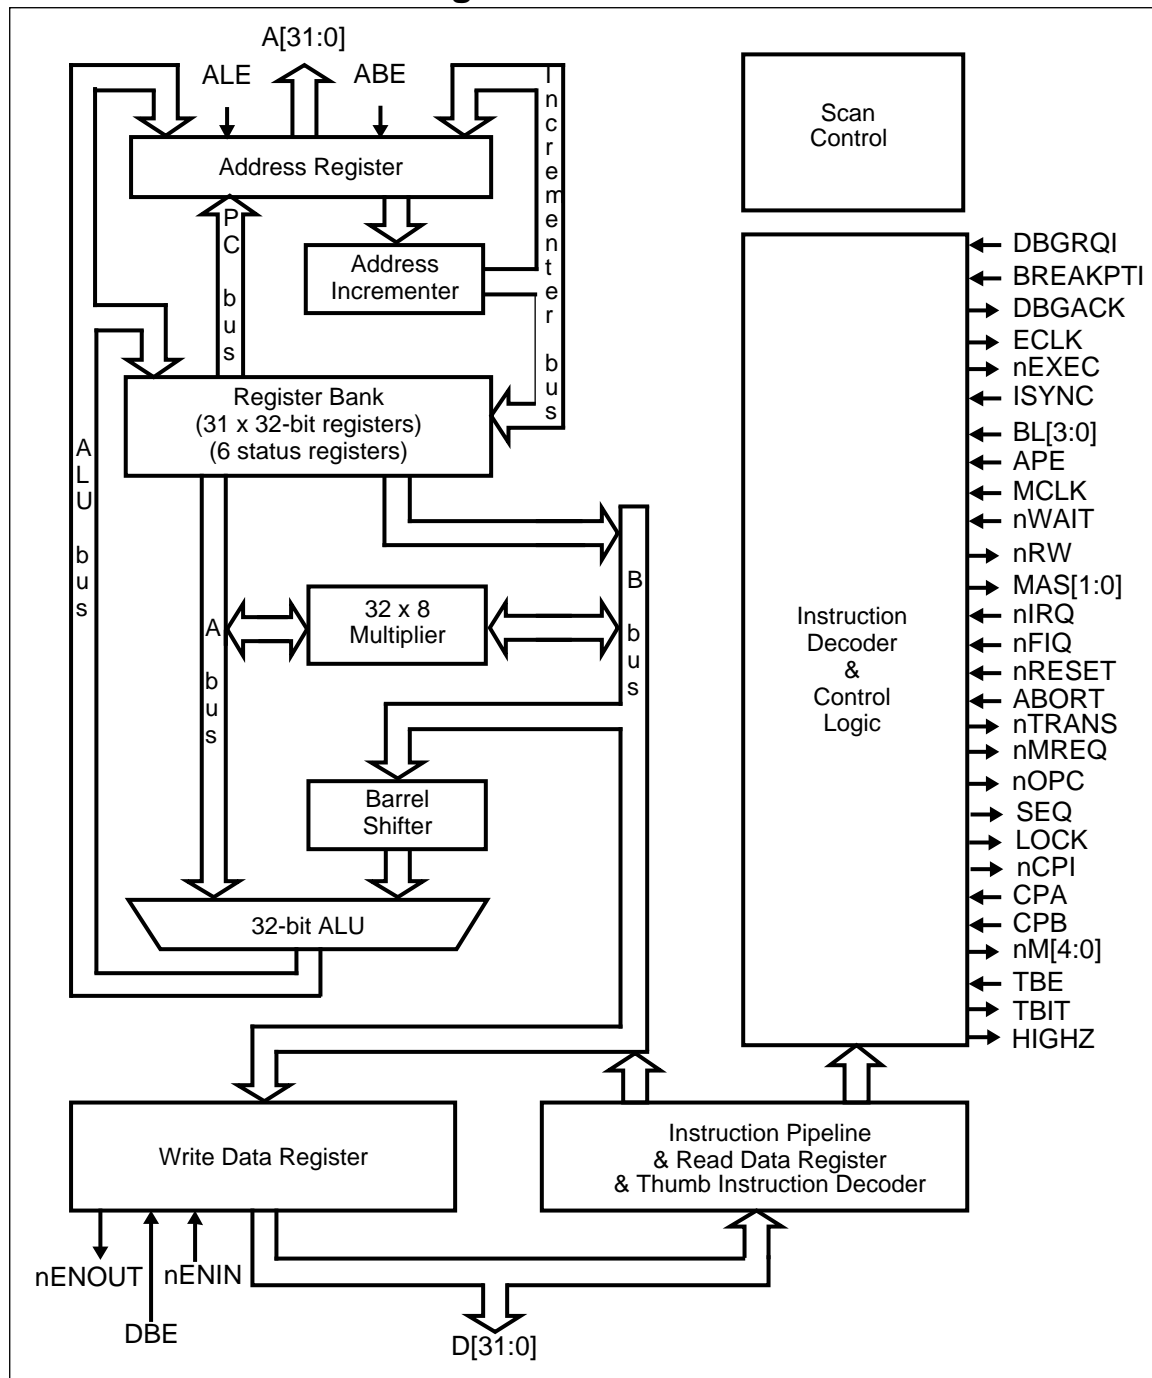 A[31:0]
ALE
ABE
Incrementer bus
Scan
Control
Address Register
PC bus
Address
Incrementer
Register Bank
(31 x 32-bit registers)
(6 status registers)
ALU bus
A bus
32 x 8
Multiplier
B bus
Barrel
Shifter
32-bit ALU
Instruction
Decoder
&
Control
Logic
DBGRQI
BREAKPTI
DBGACK
ECLK
nEXEC
ISYNC
BL[3:0]
APE
MCLK
nWAIT
nRW
MAS[1:0]
nIRQ
nFIQ
nRESET
ABORT
nTRANS
nMREQ
nOPC
SEQ
LOCK
nCPI
CPA
CPB
nM[4:0]
TBE
TBIT
HIGHZ
Write Data Register
Instruction Pipeline
& Read Data Register
& Thumb Instruction Decoder
nENOUT
nENIN
DBE
D[31:0]